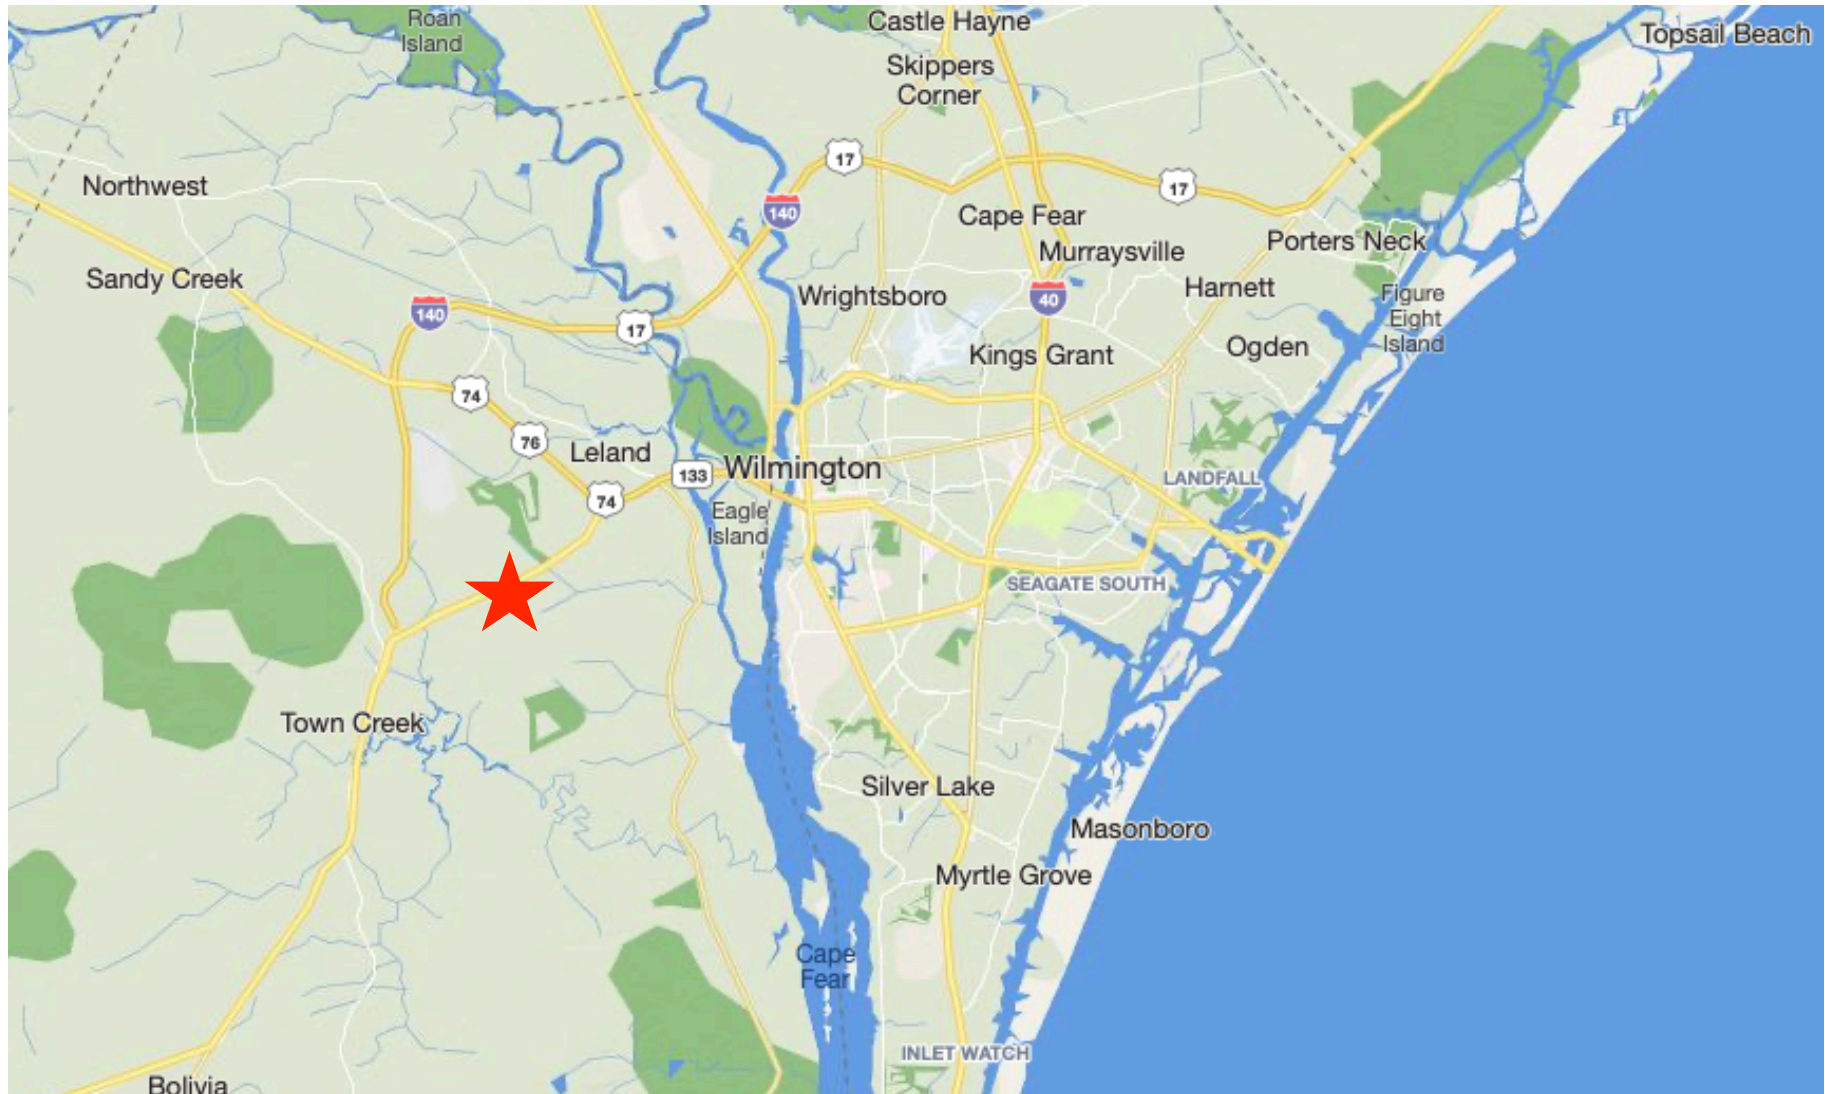 Roan
Island
Castle Hayne
Topsail Beach
Skippers
Corner
17
Northwest
17
140
Cape Fear
Porters Neck
Murraysville
Sandy Creek
Harnett
Wrightsboro
40
Figure
Eight
Island
140
17
Ogden
Kings Grant
74
76
Leland
Wilmington
133
LANDFALL
74
Eagle
Island
SEAGATE SOUTH
Town Creek
Silver Lake
Masonboro
Myrtle Grove
Cape
Fear
INLET WATCH
Bolivia